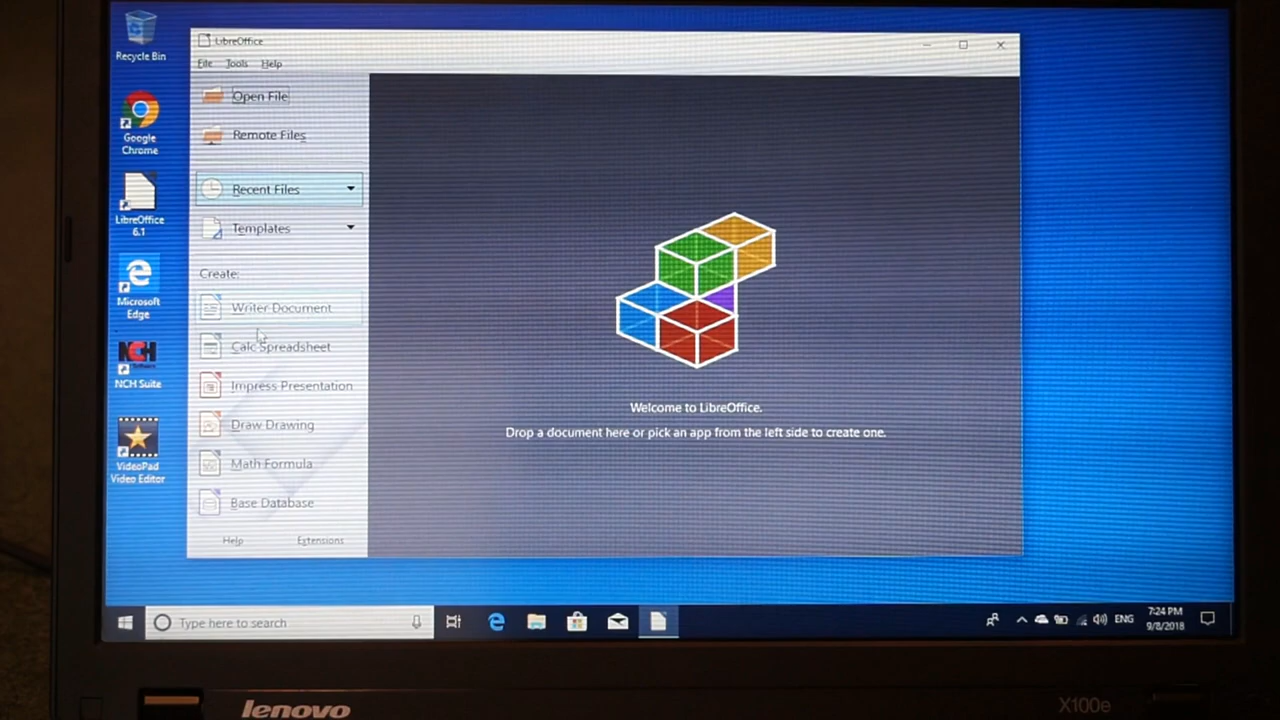 Recycle Bin
Google
Chrome
LibreOffice
6.1
Microsoft
Edge
NCH
Software
NCH Suite
VideoPad
Video Editor
LibreOffice
File Tools Help
Open File
Remote Files
Recent Files
Templates
Create:
Writer Document
Calc Spreadsheet
Impress Presentation
Draw Drawing
Math Formula
Base Database
Help Extensions
Welcome to LibreOffice.
Drop a document here or pick an app from the left side to create one.
Type here to search
ENG
7:24 PM
9/8/2018
lenovo
X100e